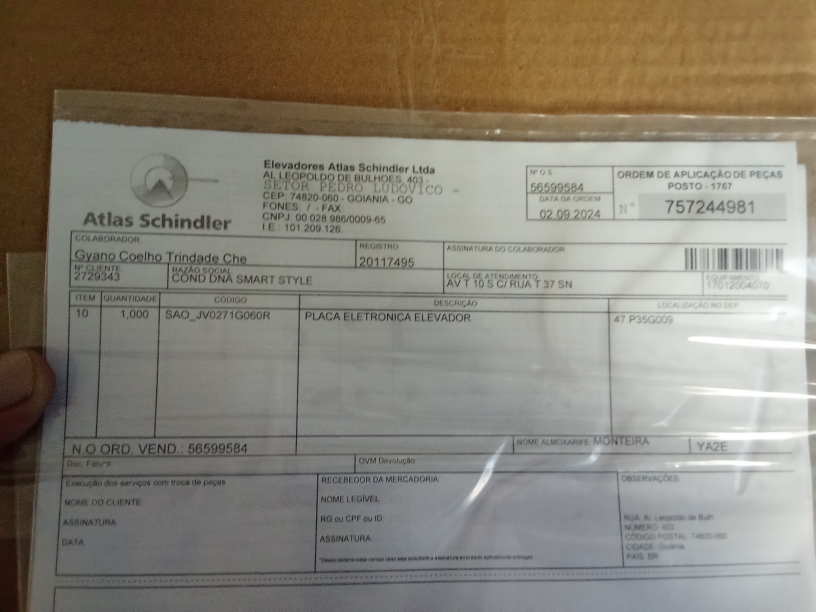 Atlas Schindler
Elevadores Atlas Schindler Ltda
AL LEOPOLDO DE BULHOES, 403 -
SETOR PEDRO LUDOVICO -
CEP: 74820-060 - GOIANIA - GO
FONES: / - FAX:
CNPJ: 00.028.986/0009-65
I.E.: 101.209.126.
Nº O.S.
56599584
DATA DA ORDEM
02.09.2024
ORDEM DE APLICAÇÃO DE PEÇAS
POSTO - 1767
N° 757244981
COLABORADOR
Gyano Coelho Trindade Che
REGISTRO
20117495
ASSINATURA DO COLABORADOR
Nº CLIENTE
2729343
RAZÃO SOCIAL
COND DNA SMART STYLE
LOCAL DE ATENDIMENTO
AV T 10 S C/ RUA T 37 SN
EQUIPAMENTO
17012004070
ITEM QUANTIDADE CÓDIGO DESCRIÇÃO LOCALIZAÇÃO NO DEP.
10 1,000 SAO_JV0271G060R PLACA ELETRONICA ELEVADOR 47 P35G009
N.O ORD. VEND.: 56599584
NOME ALMOXARIFE: MONTEIRA YA2E
Doc. Fatura
OVM Devolução
Execução dos serviços com troca de peças
NOME DO CLIENTE
ASSINATURA
DATA:
RECEBEDOR DA MERCADORIA
NOME LEGÍVEL
RG ou CPF ou ID
ASSINATURA
OBSERVAÇÕES
RUA: Al. Leopoldo de Bulh
NÚMERO: 403
CÓDIGO POSTAL: 74820-060
CIDADE: Goiânia
PAÍS: BR